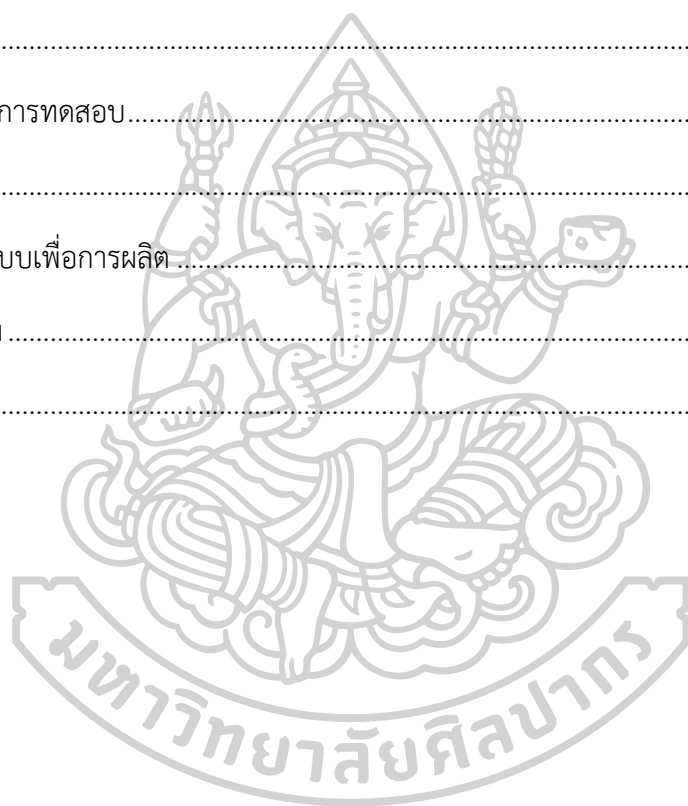 ................................................................................
การทดสอบ................................................................................
................................................................................
บบเพื่อการผลิต ................................................................................
................................................................................
................................................................................
มหาวิทยาลัยศิลปากร